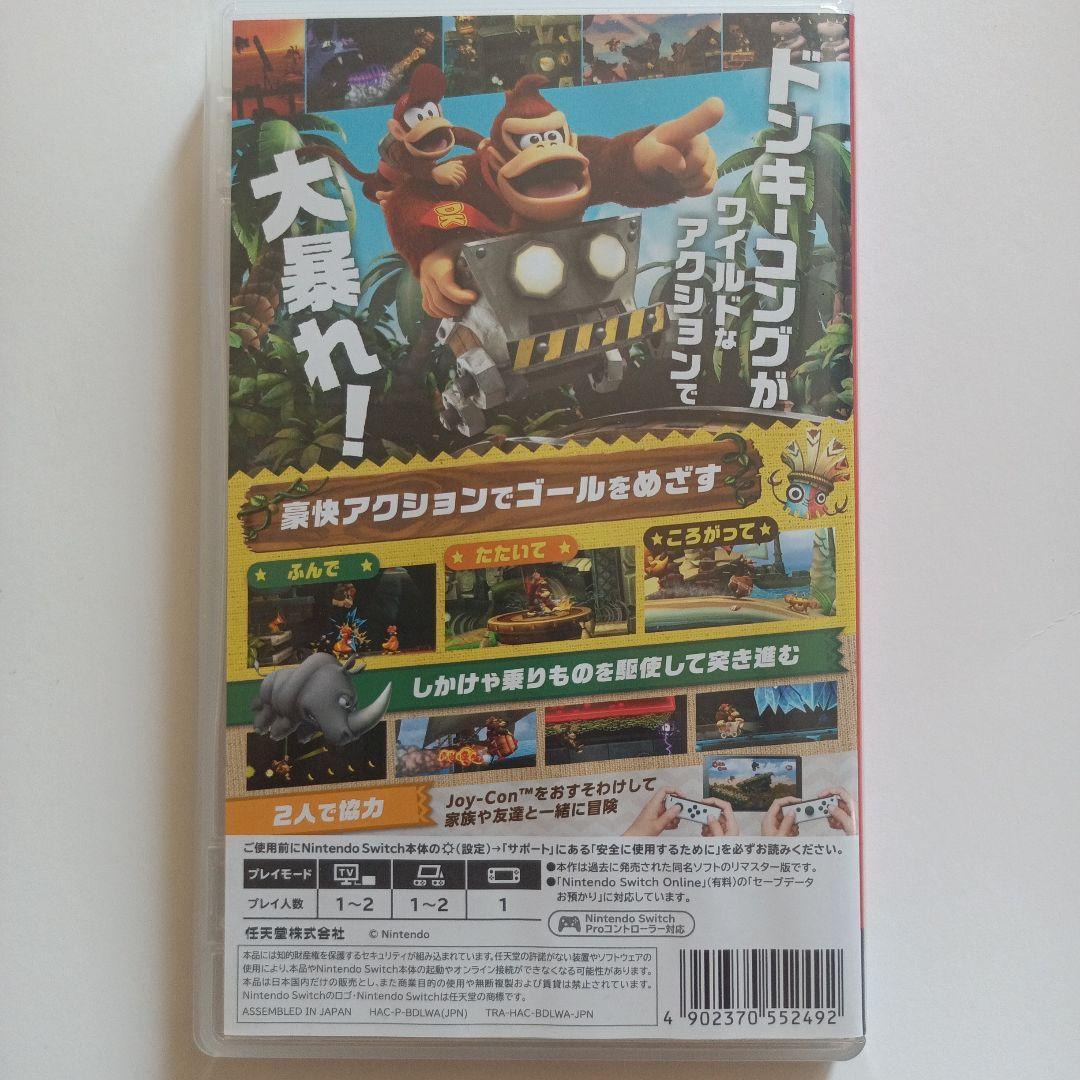 ドンキーコングが
ワイルドな
アクションで
大暴れ!
DK
豪快アクションでゴールをめざす
ふんで
たたいて
ころがって
しかけや乗りものを駆使して突き進む
2人で協力
Joy-Con™をおすそわけして
家族や友達と一緒に冒険
ご使用前にNintendo Switch本体の(設定)→「サポート」にある「安全に使用するために」を必ずお読みください。
プレイモード TV
プレイ人数 1～2 1～2 1
●本作は過去に発売された同名ソフトのリマスター版です。
●「Nintendo Switch Online」(有料)の「セーブデータ
お預かり」に対応しています。
Nintendo Switch
Proコントローラー対応
任天堂株式会社 © Nintendo
本品には知的財産権を保護するセキュリティが組み込まれています。任天堂の許諾がない装置やソフトウェアの
使用により、本品やNintendo Switch本体の起動やオンライン接続ができなくなる可能性があります。
本品は日本国内だけの販売とし、また商業目的の使用や無断複製および賃貸は禁止されています。
Nintendo Switchのロゴ・Nintendo Switchは任天堂の商標です。
ASSEMBLED IN JAPAN HAC-P-BDLWA(JPN) TRA-HAC-BDLWA-JPN
4 902370 552492